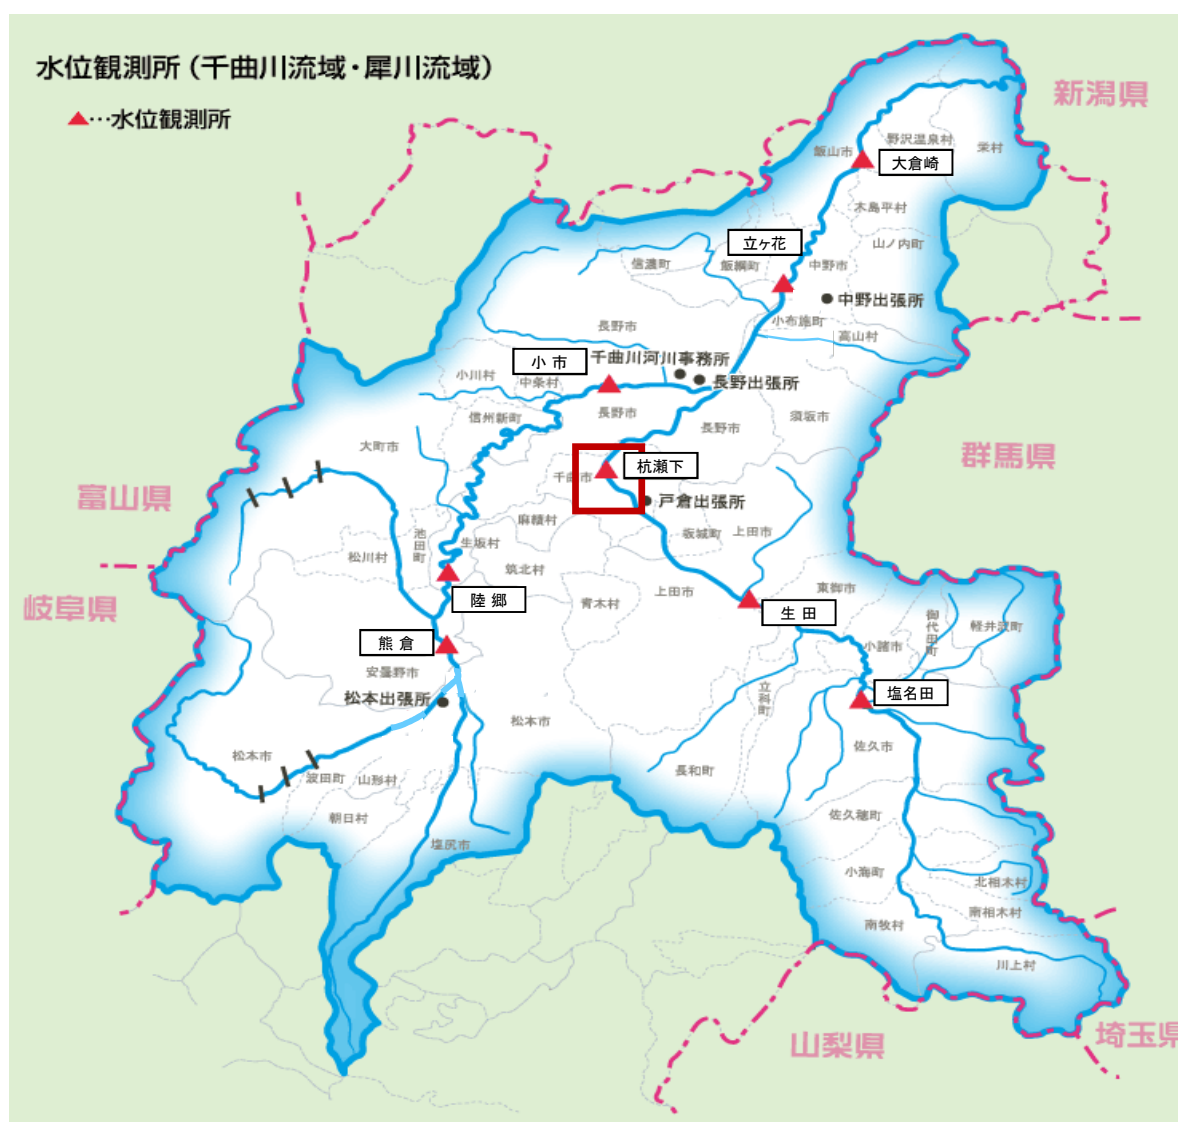 水位観測所（千曲川流域・犀川流域）
▲…水位観測所
新潟県
野沢温泉村
飯山市
栄村
大倉崎
木島平村
立ヶ花
山ノ内町
信濃町
飯綱町
中野市
中野出張所
小布施町
長野市
高山村
小市
千曲川河川事務所
小川村
中条村
長野出張所
信州新町
長野市
須坂市
長野市
大町市
群馬県
杭瀬下
千曲市
富山県
戸倉出張所
麻績村
坂城町
上田市
池田町
生坂村
松川村
筑北村
東御市
上田市
陸郷
青木村
岐阜県
生田
御代田町
軽井沢町
熊倉
小諸市
安曇野市
塩名田
立科町
松本出張所
松本市
佐久市
松本市
長和町
波田町
山形村
佐久穂町
朝日村
塩尻市
小海町
北相木村
南相木村
南牧村
川上村
埼玉県
山梨県